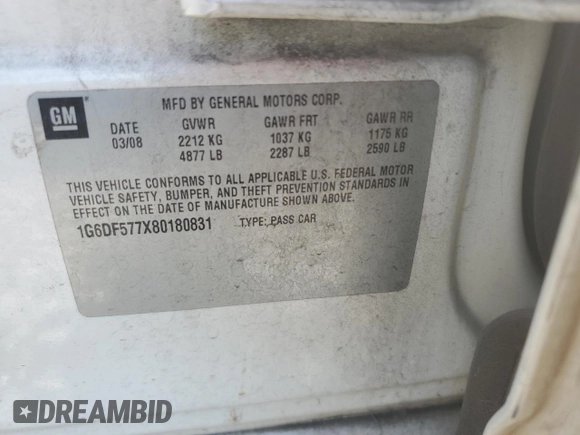 GM
MFD BY GENERAL MOTORS CORP.
DATE GVWR GAWR FRT GAWR RR
03/08 2212 KG 1037 KG 1175 KG
4877 LB 2287 LB 2590 LB
THIS VEHICLE CONFORMS TO ALL APPLICABLE U.S. FEDERAL MOTOR
VEHICLE SAFETY, BUMPER, AND THEFT PREVENTION STANDARDS IN
EFFECT ON THE DATE OF MANUFACTURE SHOWN ABOVE.
1G6DF577X80180831 TYPE: PASS CAR
DREAMBID